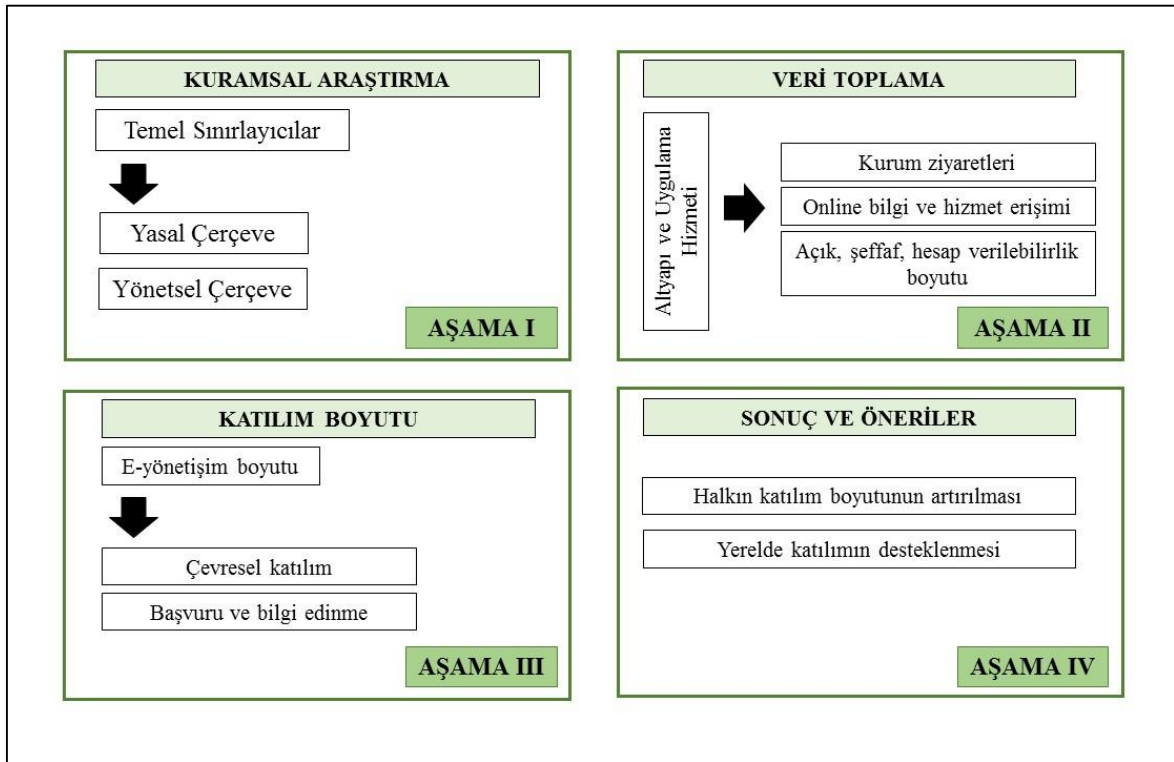 KURAMSAL ARAŞTIRMA
Temel Sınırlayıcılar
Yasal Çerçeve
Yönetsel Çerçeve
AŞAMA I
VERİ TOPLAMA
Altyapı ve Uygulama
Hizmeti
Kurum ziyaretleri
Online bilgi ve hizmet erişimi
Açık, şeffaf, hesap verilebilirlik
boyutu
AŞAMA II
KATILIM BOYUTU
E-yönetişim boyutu
Çevresel katılım
Başvuru ve bilgi edinme
AŞAMA III
SONUÇ VE ÖNERİLER
Halkın katılım boyutunun artırılması
Yerelde katılımın desteklenmesi
AŞAMA IV